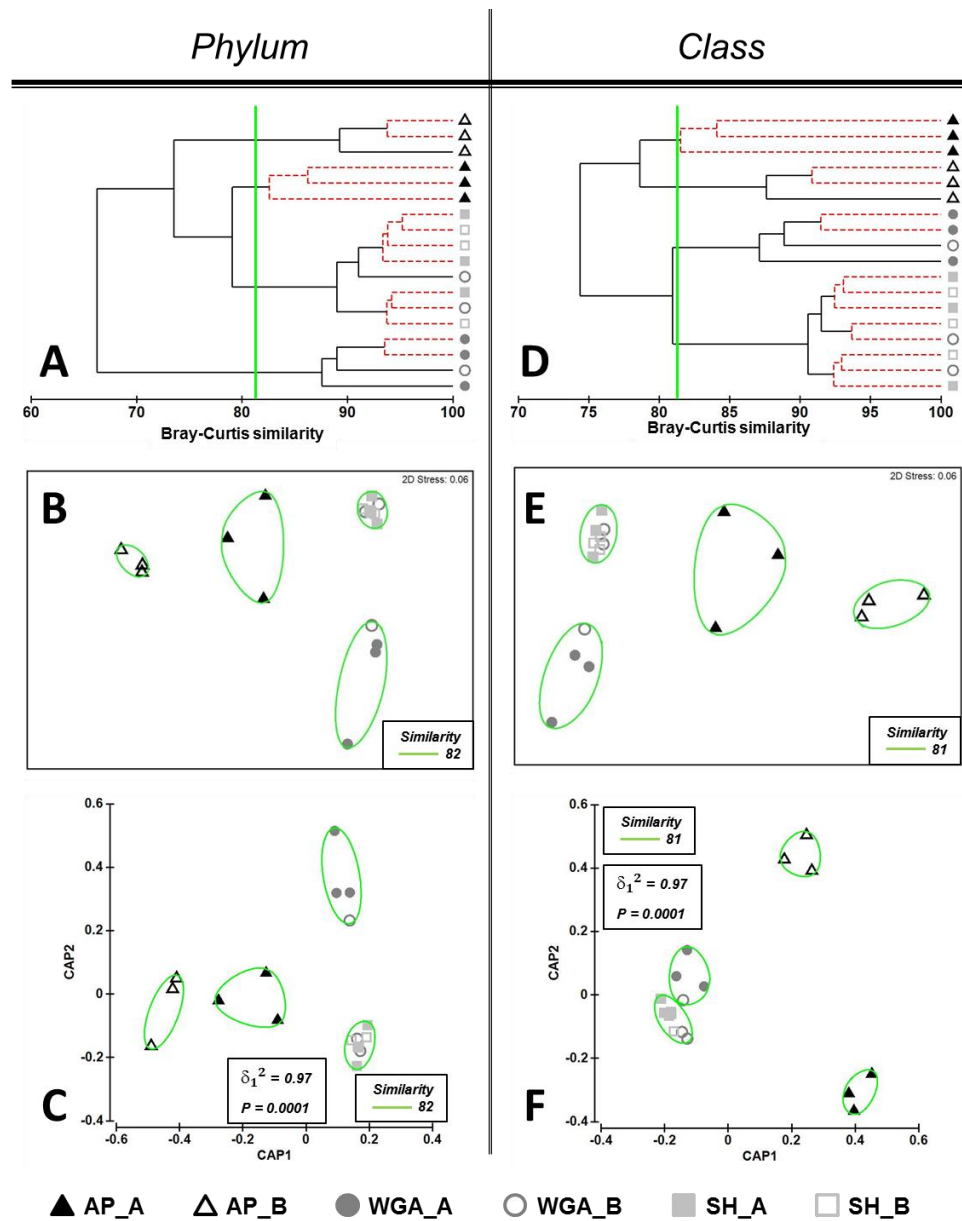 Phylum
Class
A
60 70 80 90 100
Bray-Curtis similarity
D
70 75 80 85 90 95 100
Bray-Curtis similarity
B
2D Stress: 0.06
Similarity
82
E
2D Stress: 0.06
Similarity
81
0.6
0.4
0.2
0
-0.2
-0.4
CAP2
C
δ₁² = 0.97
P = 0.0001
Similarity
82
-0.6 -0.4 -0.2 0 0.2 0.4
CAP1
0.6
0.4
0.2
0
-0.2
-0.4
CAP2
Similarity
81
δ₁² = 0.97
P = 0.0001
F
-0.4 -0.2 0 0.2 0.4 0.6
CAP1
AP_A AP_B WGA_A WGA_B SH_A SH_B